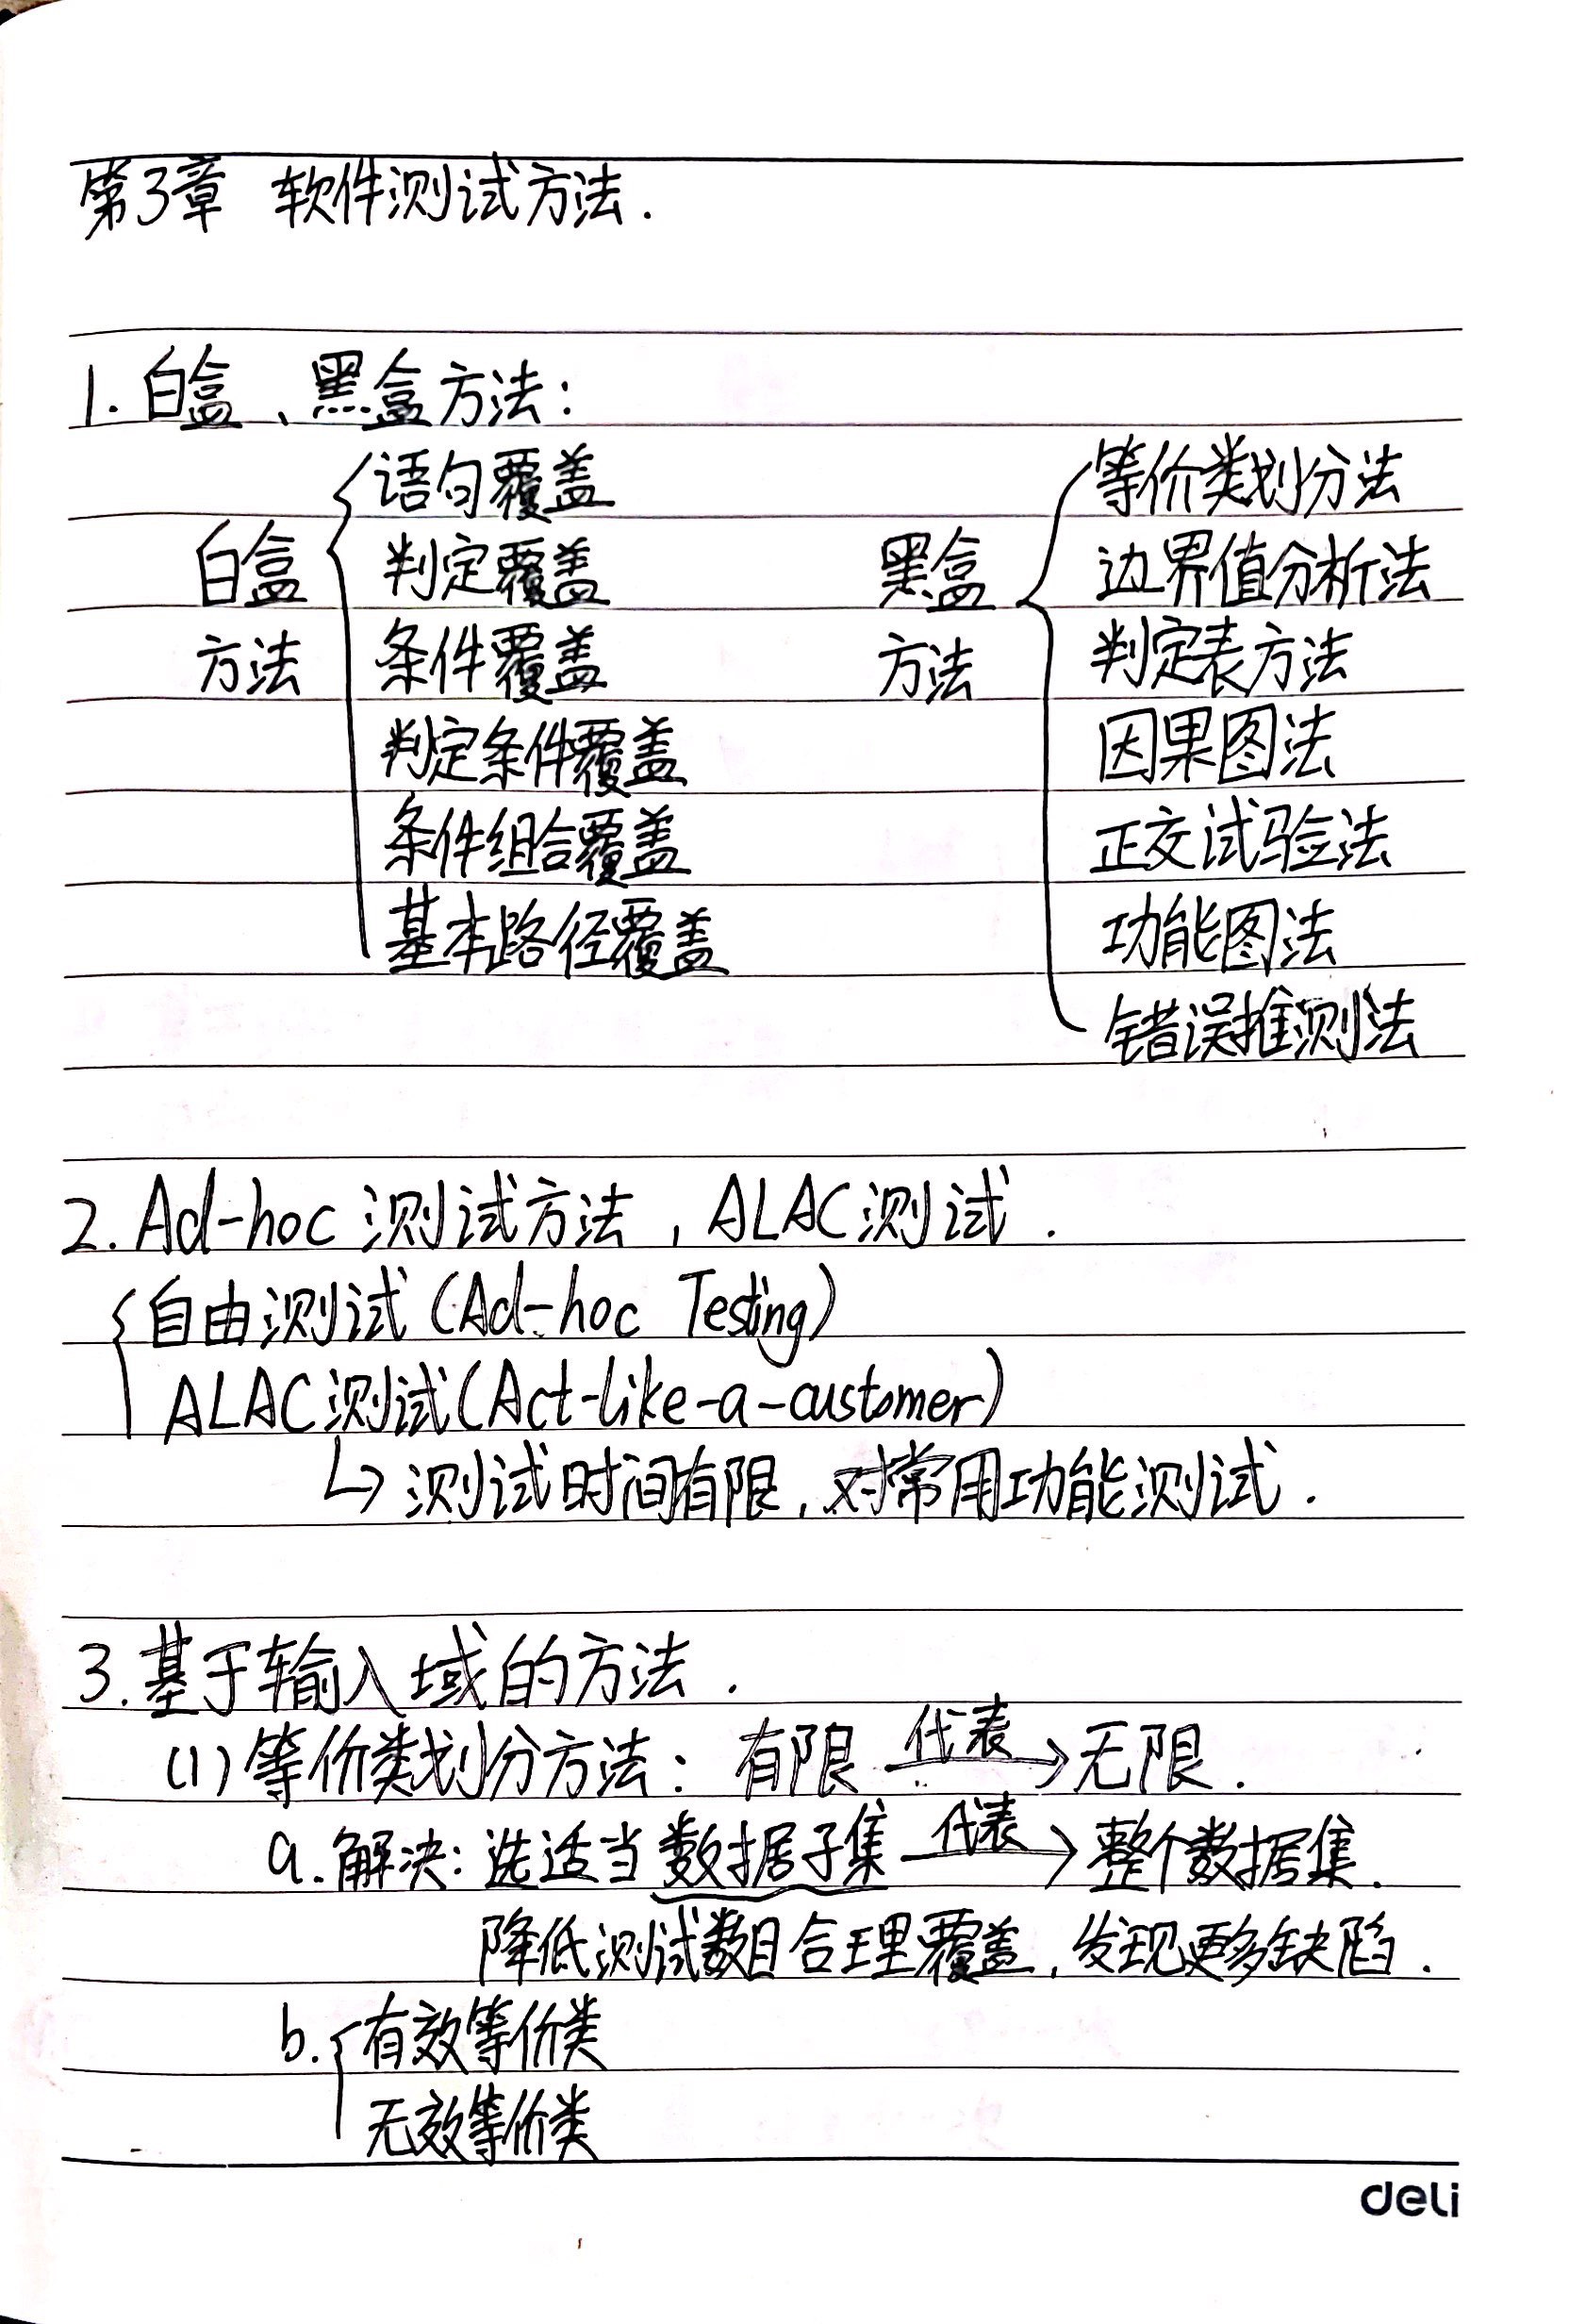 第3章 软件测试方法.
1. 白盒、黑盒方法:
语句覆盖 等价类划分法
白盒 判定覆盖 黑盒 边界值分析法
方法 条件覆盖 方法 判定表方法
判定条件覆盖 因果图法
条件组合覆盖 正交试验法
基本路径覆盖 功能图法
错误推测法
2. Ad-hoc 测试方法, ALAC测试.
自由测试(Ad-hoc Testing)
ALAC测试(Act-like-a-customer)
↳ 测试时间有限,对常用功能测试.
3. 基于输入域的方法.
(1) 等价类划分方法: 有限 代表→ 无限.
a. 解决: 选适当数据子集 代表→ 整个数据集.
降低测试数目合理覆盖,发现更多缺陷.
b. 有效等价类
无效等价类
deli